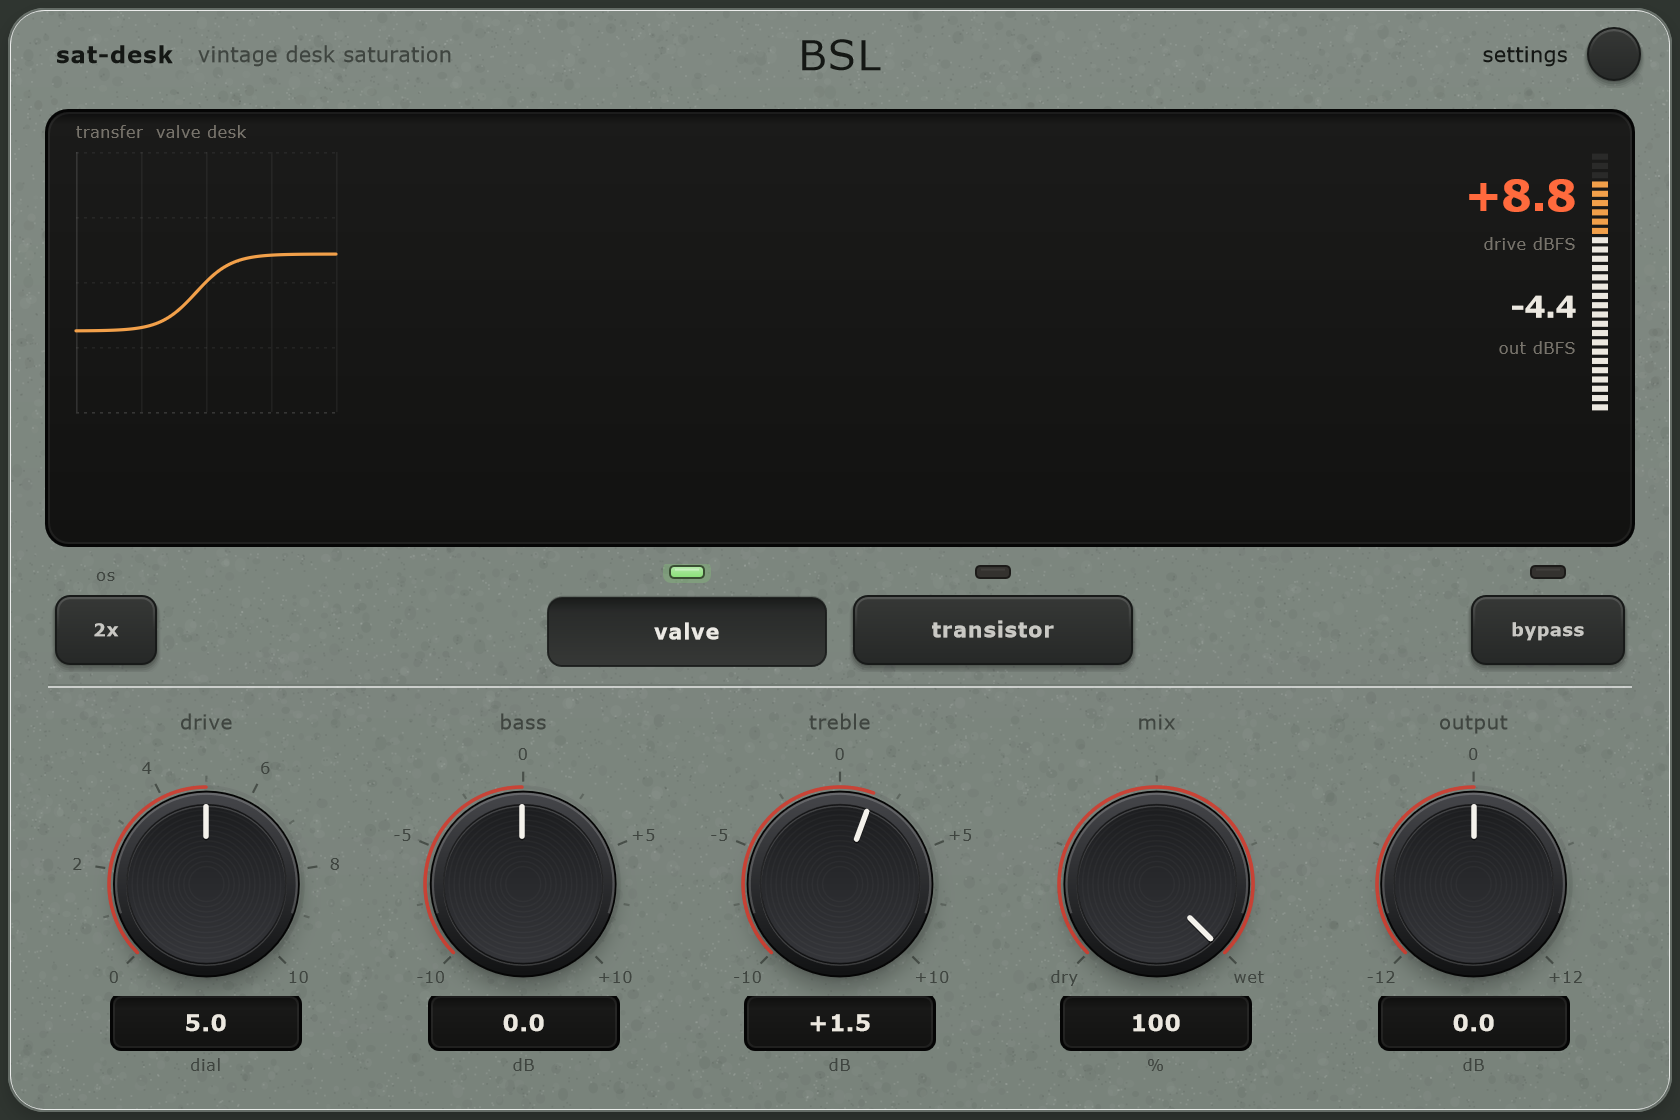 sat-desk vintage desk saturation BSL settings
transfer valve desk
+8.8
drive dBFS
-4.4
out dBFS
os
2x valve transistor bypass
drive bass treble mix output
0 0 0
4 6
-5 +5 -5 +5
2 8
0 10 -10 +10 -10 +10 dry wet -12 +12
5.0 0.0 +1.5 100 0.0
dial dB dB % dB